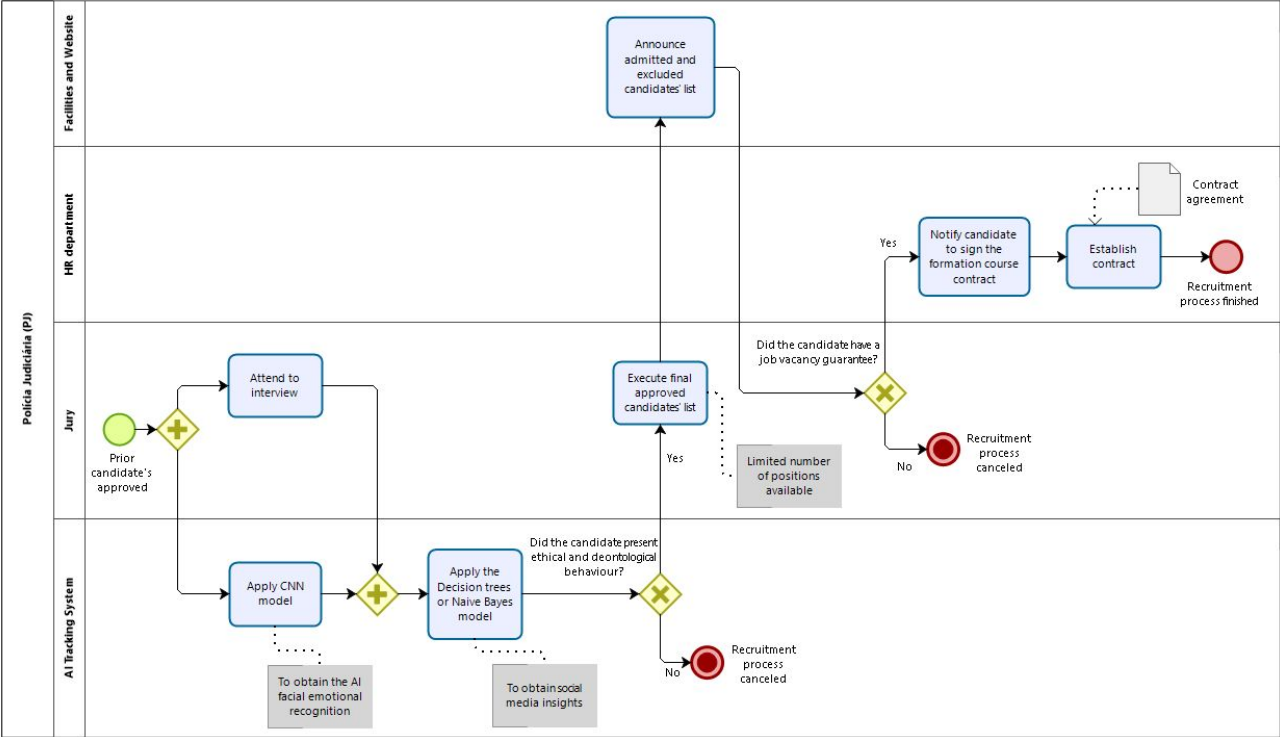 Polícia Judiciária (PJ)
Facilities and Website
Announce
admitted and
excluded
candidates' list
HR department
Contract
agreement
Yes
Notify candidate
to sign the
formation course
contract
Establish
contract
Recruitment
process finished
Jury
Prior
candidate's
approved
Attend to
interview
Execute final
approved
candidates' list
Yes
Limited number
of positions
available
Did the candidate have a
job vacancy guarantee?
No
Recruitment
process
canceled
AI Tracking System
Apply CNN
model
To obtain the AI
facial emotional
recognition
Apply the
Decision trees
or Naive Bayes
model
To obtain social
media insights
Did the candidate present
ethical and deontological
behaviour?
No
Recruitment
process
canceled